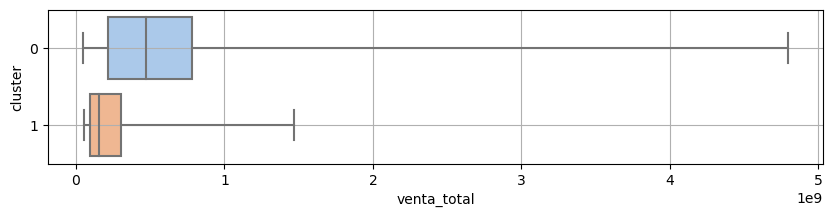 0
1
cluster
0 1 2 3 4 5
1e9
venta_total